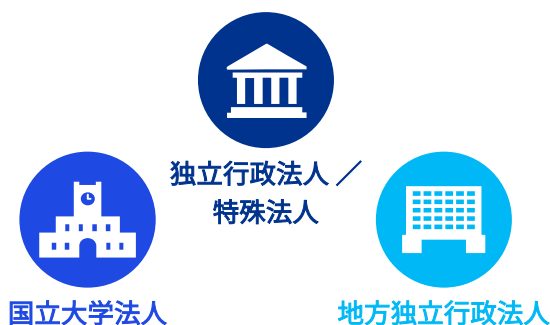 独立行政法人 ／
特殊法人
国立大学法人
地方独立行政法人